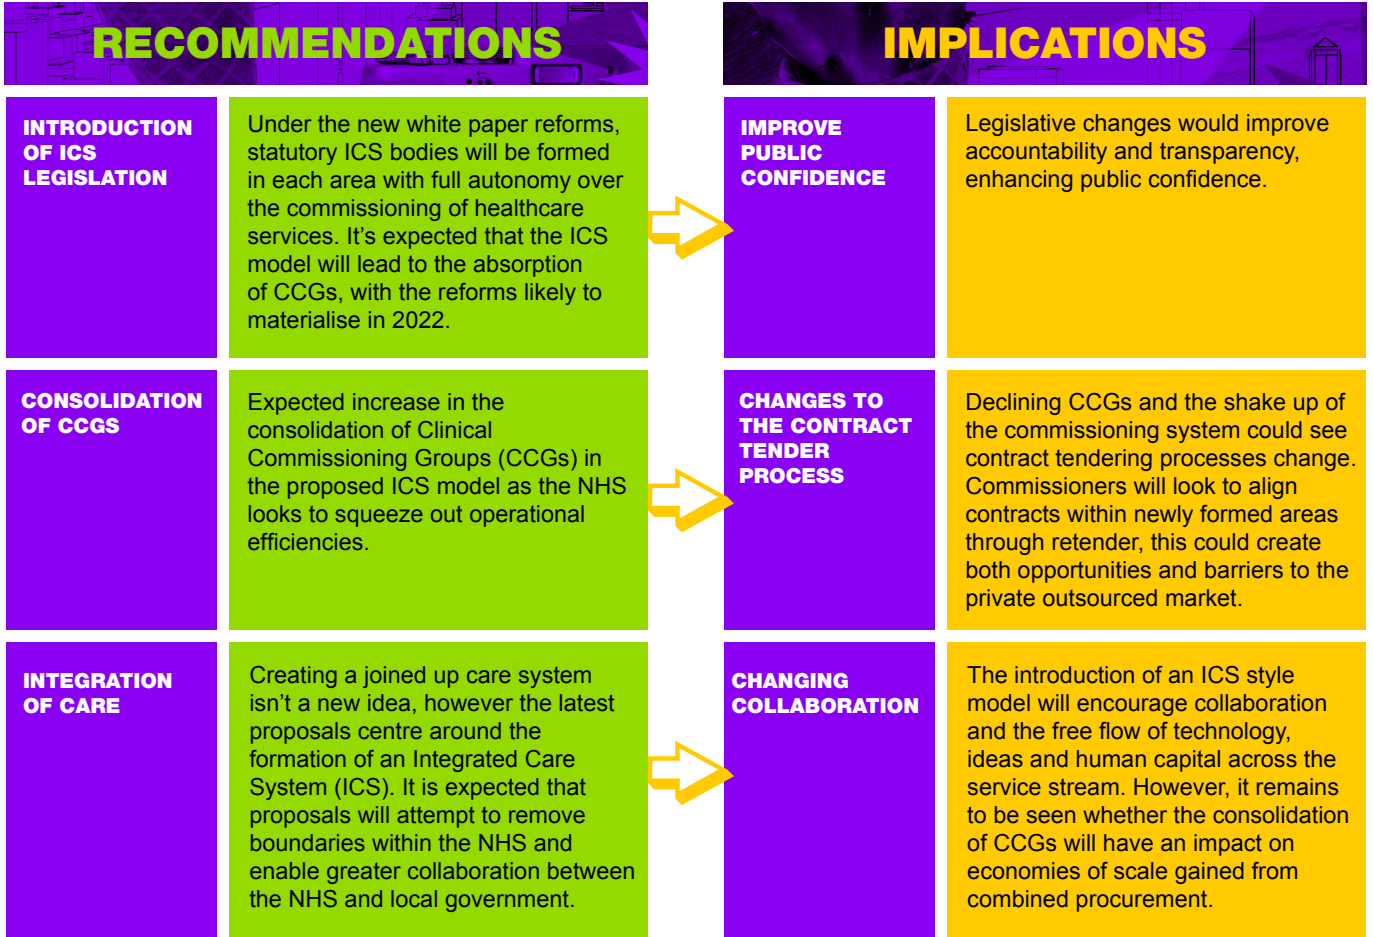 RECOMMENDATIONS
INTRODUCTION
OF ICS
LEGISLATION
Under the new white paper reforms,
statutory ICS bodies will be formed
in each area with full autonomy over
the commissioning of healthcare
services. It’s expected that the ICS
model will lead to the absorption
of CCGs, with the reforms likely to
materialise in 2022.
CONSOLIDATION
OF CCGS
Expected increase in the
consolidation of Clinical
Commissioning Groups (CCGs) in
the proposed ICS model as the NHS
looks to squeeze out operational
efficiencies.
INTEGRATION
OF CARE
Creating a joined up care system
isn’t a new idea, however the latest
proposals centre around the
formation of an Integrated Care
System (ICS). It is expected that
proposals will attempt to remove
boundaries within the NHS and
enable greater collaboration between
the NHS and local government.
IMPLICATIONS
IMPROVE
PUBLIC
CONFIDENCE
Legislative changes would improve
accountability and transparency,
enhancing public confidence.
CHANGES TO
THE CONTRACT
TENDER
PROCESS
Declining CCGs and the shake up of
the commissioning system could see
contract tendering processes change.
Commissioners will look to align
contracts within newly formed areas
through retender, this could create
both opportunities and barriers to the
private outsourced market.
CHANGING
COLLABORATION
The introduction of an ICS style
model will encourage collaboration
and the free flow of technology,
ideas and human capital across the
service stream. However, it remains
to be seen whether the consolidation
of CCGs will have an impact on
economies of scale gained from
combined procurement.